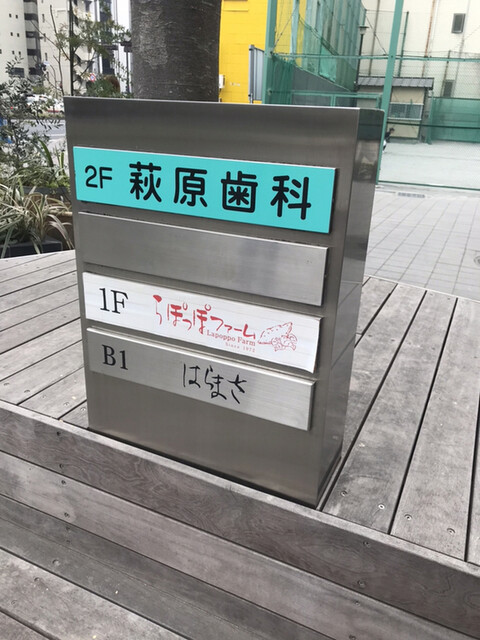 2F 萩原歯科
1F らぽっぽファーム
Lapoppo Farm
Since 1972
B1 はらまさ